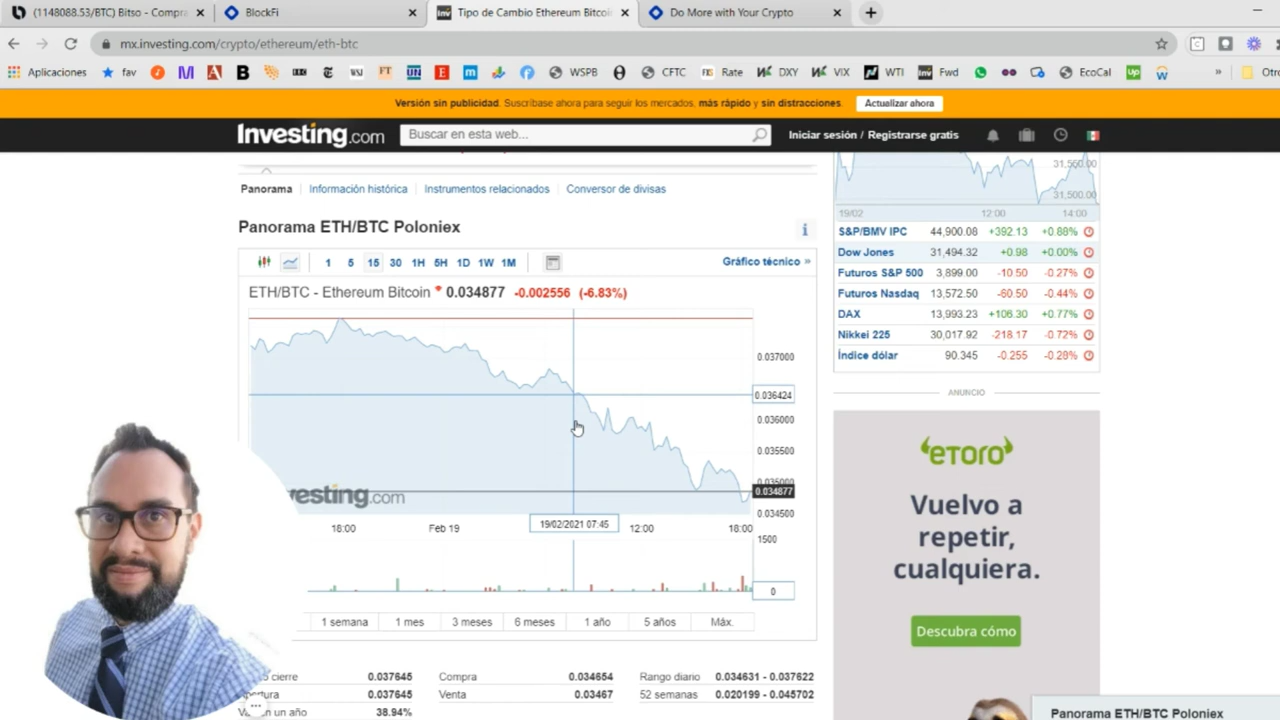 (1148088.53/BTC) Bitso - Compra
BlockFi
Tipo de Cambio Ethereum Bitcoin
Do More with Your Crypto
mx.investing.com/crypto/ethereum/eth-btc
Aplicaciones fav WSPB CFTC Rate DXY VIX WTI Fwd EcoCal Otro
Versión sin publicidad. Suscríbase ahora para seguir los mercados, más rápido y sin distracciones. Actualizar ahora
Investing.com Buscar en esta web... Iniciar sesión / Registrarse gratis
Panorama Información histórica Instrumentos relacionados Conversor de divisas
Panorama ETH/BTC Poloniex
1 5 15 30 1H 5H 1D 1W 1M Gráfico técnico »
ETH/BTC - Ethereum Bitcoin 0.034877 -0.002556 (-6.83%)
0.037000
0.036424
0.036000
0.035500
0.035000
0.034877
0.034500
vesting.com
18:00 Feb 19 19/02/2021 07:45 12:00 18:00
1500
0
1 semana 1 mes 3 meses 6 meses 1 año 5 años Máx.
cierre 0.037645 Compra 0.034654 Rango diario 0.034631 - 0.037622
0.037645 Venta 0.03467 52 semanas 0.020199 - 0.045702
en un año 38.94%
31,550.00
31,500.00
19/02 12:00 14:00
S&P/BMV IPC 44,900.08 +392.13 +0.88%
Dow Jones 31,494.32 +0.98 +0.00%
Futuros S&P 500 3,899.00 -10.50 -0.27%
Futuros Nasdaq 13,572.50 -60.50 -0.44%
DAX 13,993.23 +106.30 +0.77%
Nikkei 225 30,017.92 -218.17 -0.72%
Índice dólar 90.345 -0.255 -0.28%
ANUNCIO
eToro
Vuelvo a
repetir,
cualquiera.
Descubra cómo
Panorama ETH/BTC Poloniex